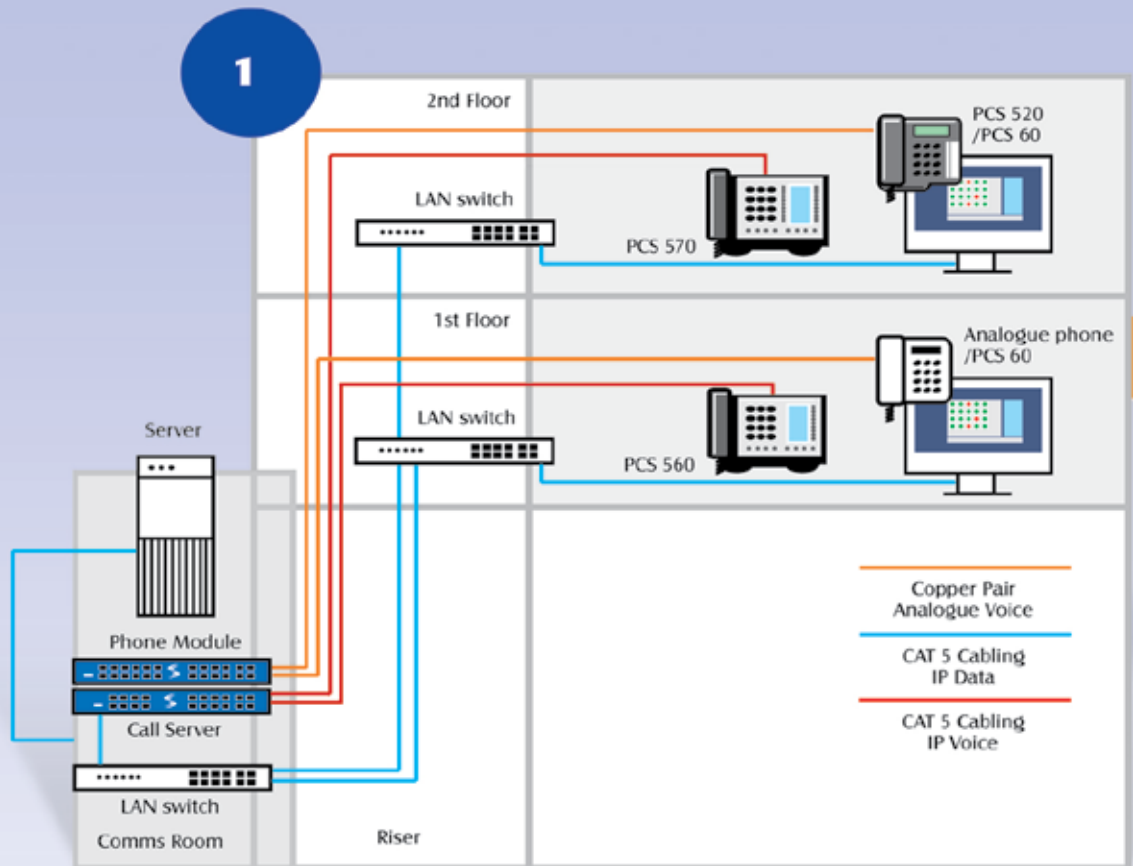 1
2nd Floor
PCS 520
/PCS 60
LAN switch
PCS 570
1st Floor
Analogue phone
/PCS 60
LAN switch
PCS 560
Server
Phone Module
Call Server
LAN switch
Comms Room
Riser
Copper Pair
Analogue Voice
CAT 5 Cabling
IP Data
CAT 5 Cabling
IP Voice